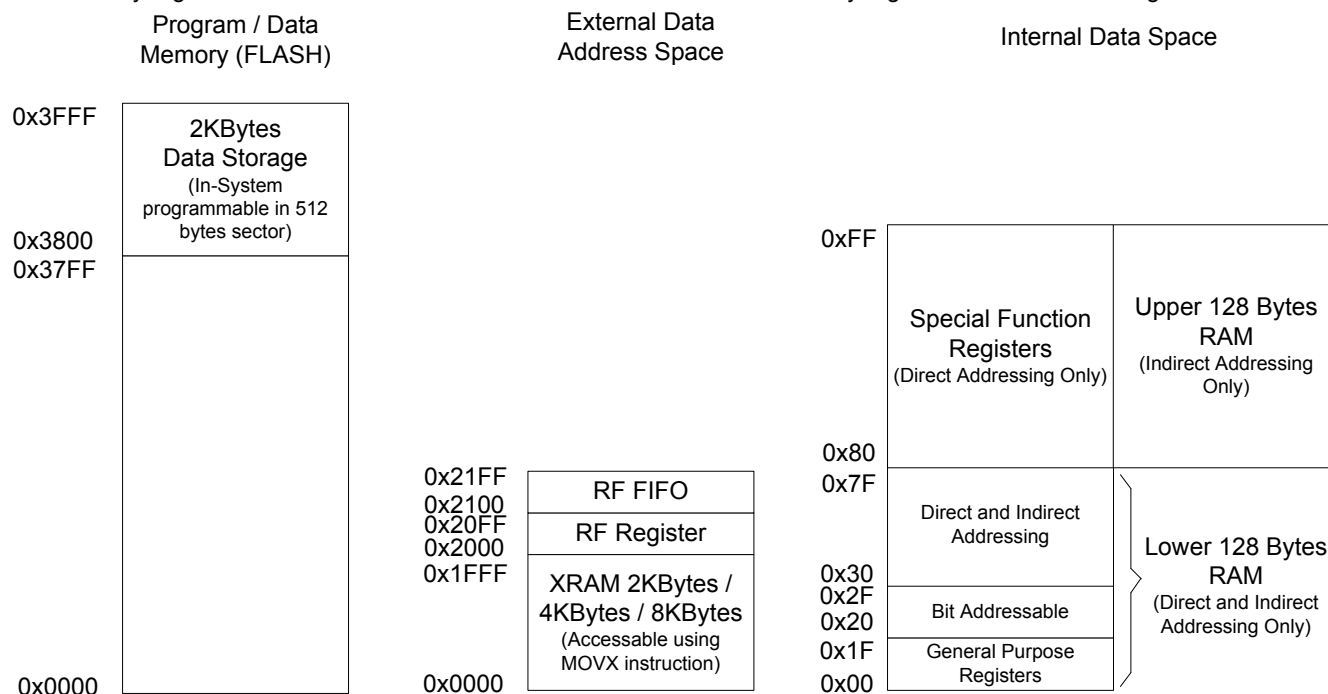 Program / Data
Memory (FLASH)
0x3FFF
2KBytes
Data Storage
(In-System
programmable in 512
bytes sector)
0x3800
0x37FF
0x0000
External Data
Address Space
0x21FF
RF FIFO
0x2100
0x20FF
RF Register
0x2000
0x1FFF
XRAM 2KBytes /
4KBytes / 8KBytes
(Accessable using
MOVX instruction)
0x0000
Internal Data Space
0xFF
Special Function
Registers
(Direct Addressing Only)
Upper 128 Bytes
RAM
(Indirect Addressing
Only)
0x80
0x7F
Direct and Indirect
Addressing
0x30
0x2F
Bit Addressable
0x20
0x1F
General Purpose
Registers
0x00
Lower 128 Bytes
RAM
(Direct and Indirect
Addressing Only)